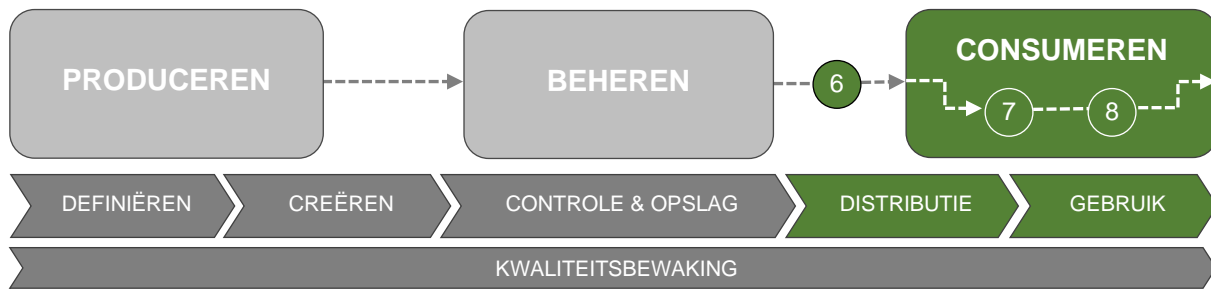 PRODUCEREN
BEHEREN
6
CONSUMEREN
7
8
DEFINIËREN
CREËREN
CONTROLE & OPSLAG
DISTRIBUTIE
GEBRUIK
KWALITEITSBEWAKING